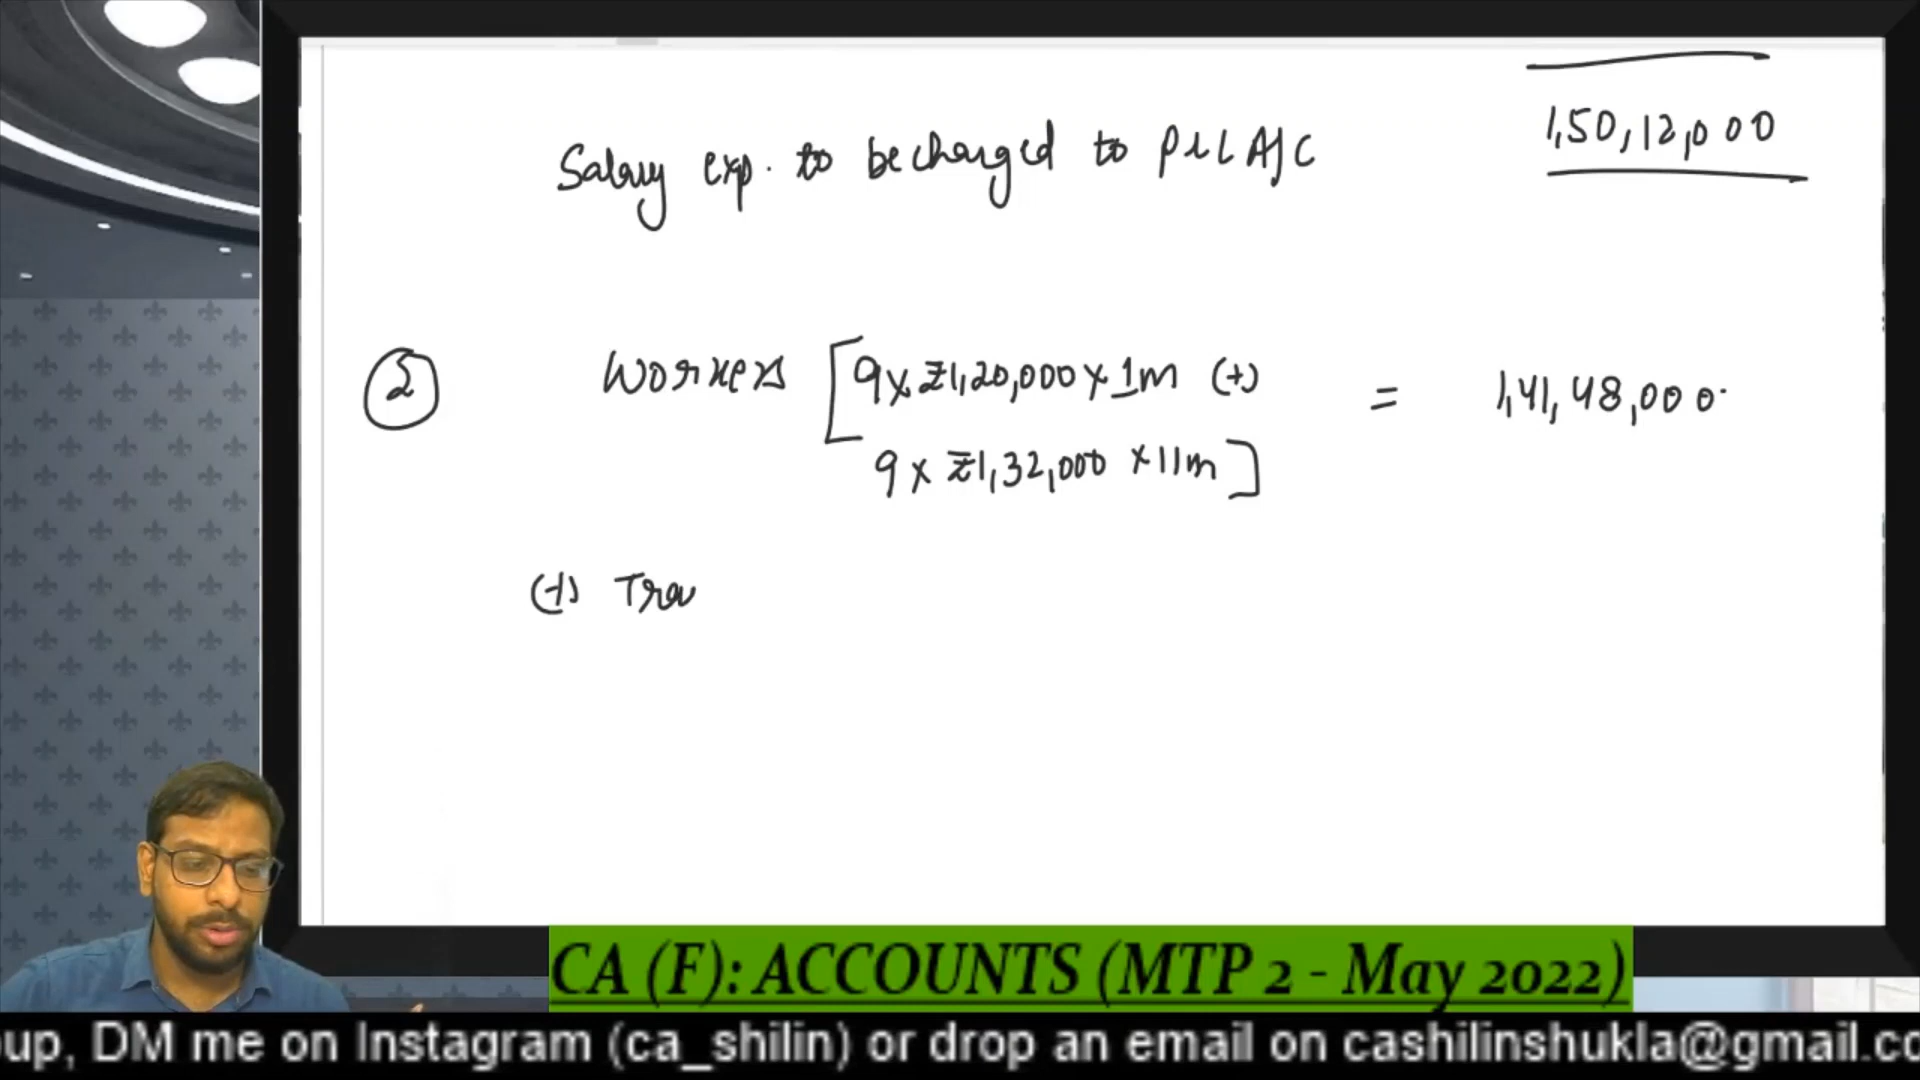 1,50,12,000
Salary exp. to be charged to P&L A/C
2
Workers [9 x ₹1,20,000 x 1m (+)
= 1,41,48,000.
9 x ₹1,32,000 x 11m]
(+) Tra
CA (F): ACCOUNTS (MTP 2 - May 2022)
oup, DM me on Instagram (ca_shilin) or drop an email on cashilinshukla@gmail.co